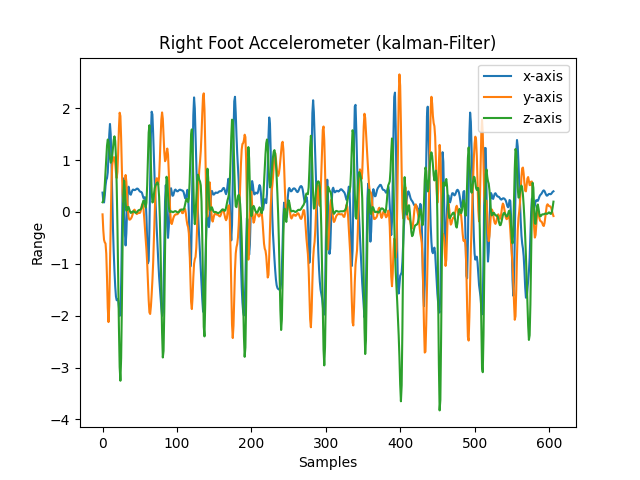 Right Foot Accelerometer (kalman-Filter)
x-axis
y-axis
z-axis
Range
2
1
0
−1
−2
−3
−4
0 100 200 300 400 500 600
Samples